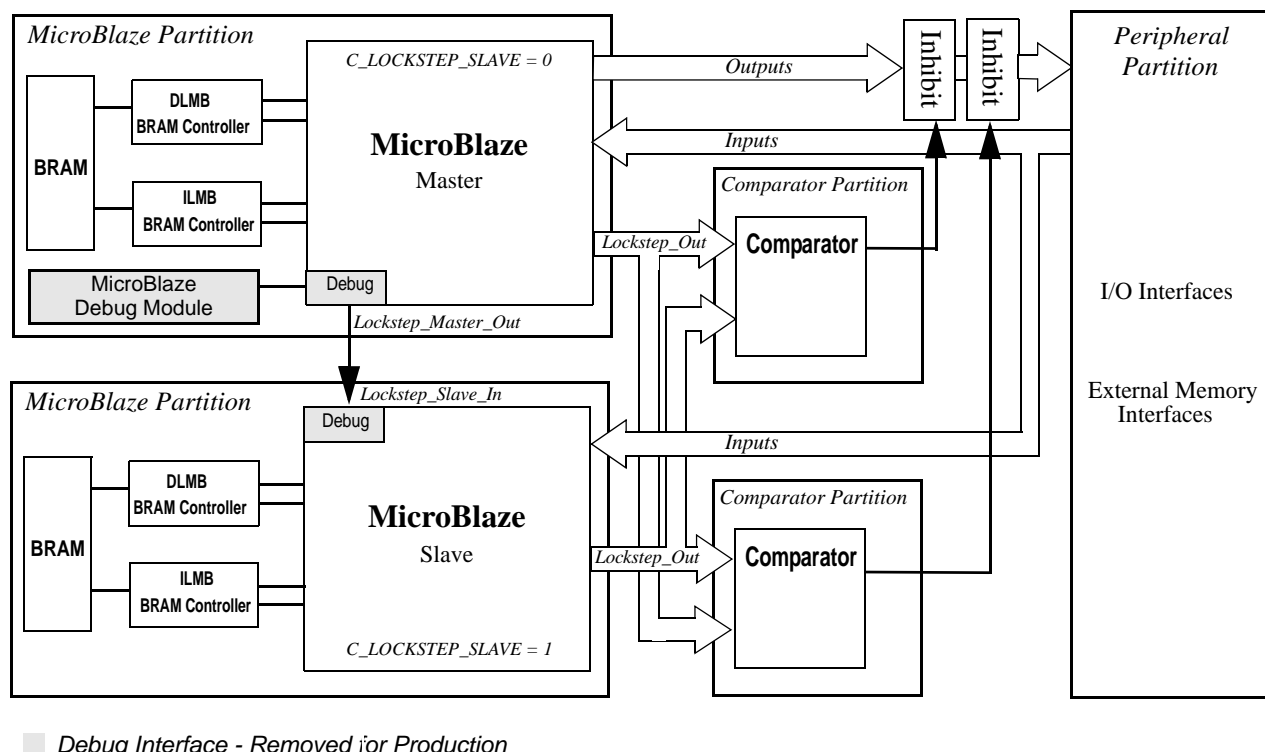 MicroBlaze Partition
C_LOCKSTEP_SLAVE = 0
DLMB
BRAM Controller
BRAM
ILMB
BRAM Controller
MicroBlaze
Master
MicroBlaze
Debug Module
Debug
Lockstep_Master_Out
Outputs
Inputs
Inhibit
Inhibit
Peripheral
Partition
I/O Interfaces
External Memory
Interfaces
Comparator Partition
Lockstep_Out
Comparator
MicroBlaze Partition
Lockstep_Slave_In
Debug
DLMB
BRAM Controller
BRAM
ILMB
BRAM Controller
MicroBlaze
Slave
C_LOCKSTEP_SLAVE = 1
Inputs
Comparator Partition
Lockstep_Out
Comparator
Debug Interface - Removed for Production